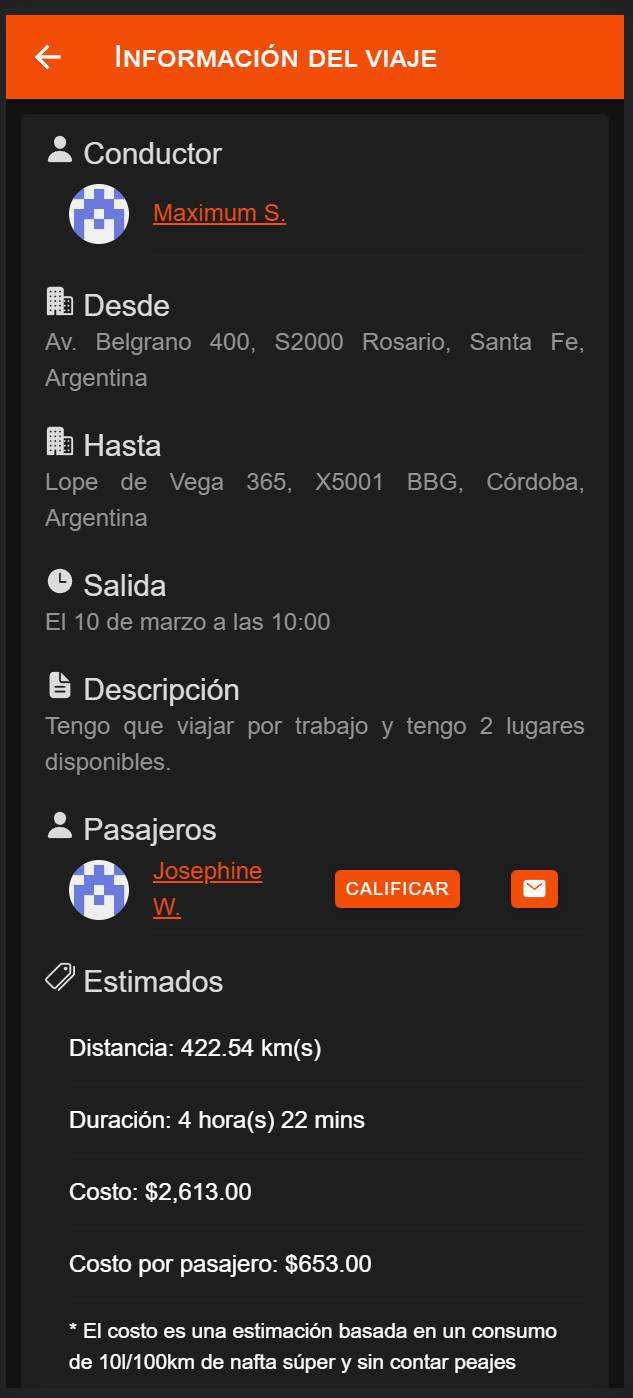 INFORMACIÓN DEL VIAJE
Conductor
Maximum S.
Desde
Av. Belgrano 400, S2000 Rosario, Santa Fe,
Argentina
Hasta
Lope de Vega 365, X5001 BBG, Córdoba,
Argentina
Salida
El 10 de marzo a las 10:00
Descripción
Tengo que viajar por trabajo y tengo 2 lugares
disponibles.
Pasajeros
Josephine
W.
CALIFICAR
Estimados
Distancia: 422.54 km(s)
Duración: 4 hora(s) 22 mins
Costo: $2,613.00
Costo por pasajero: $653.00
* El costo es una estimación basada en un consumo
de 10l/100km de nafta súper y sin contar peajes